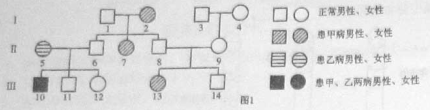 I
1 2 3 4
正常男性、女性
患甲病男性、女性
II
5 6 7 8 9
患乙病男性、女性
III
10 11 12 13 14
患甲、乙两病男性、女性
图1